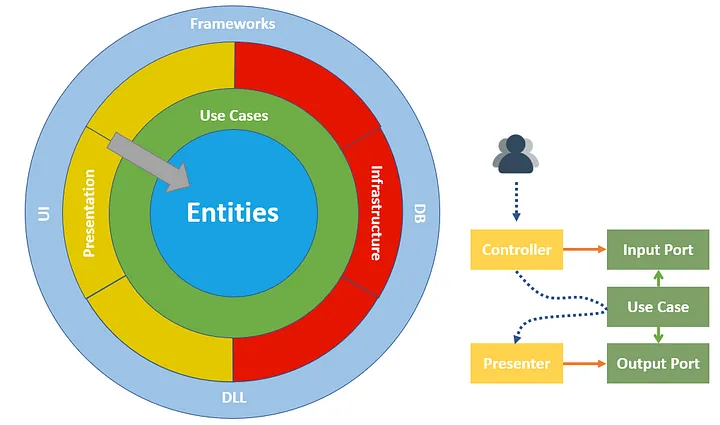 Frameworks
Use Cases
Entities
Presentation
Infrastructure
UI
DB
DLL
Controller
Input Port
Use Case
Presenter
Output Port